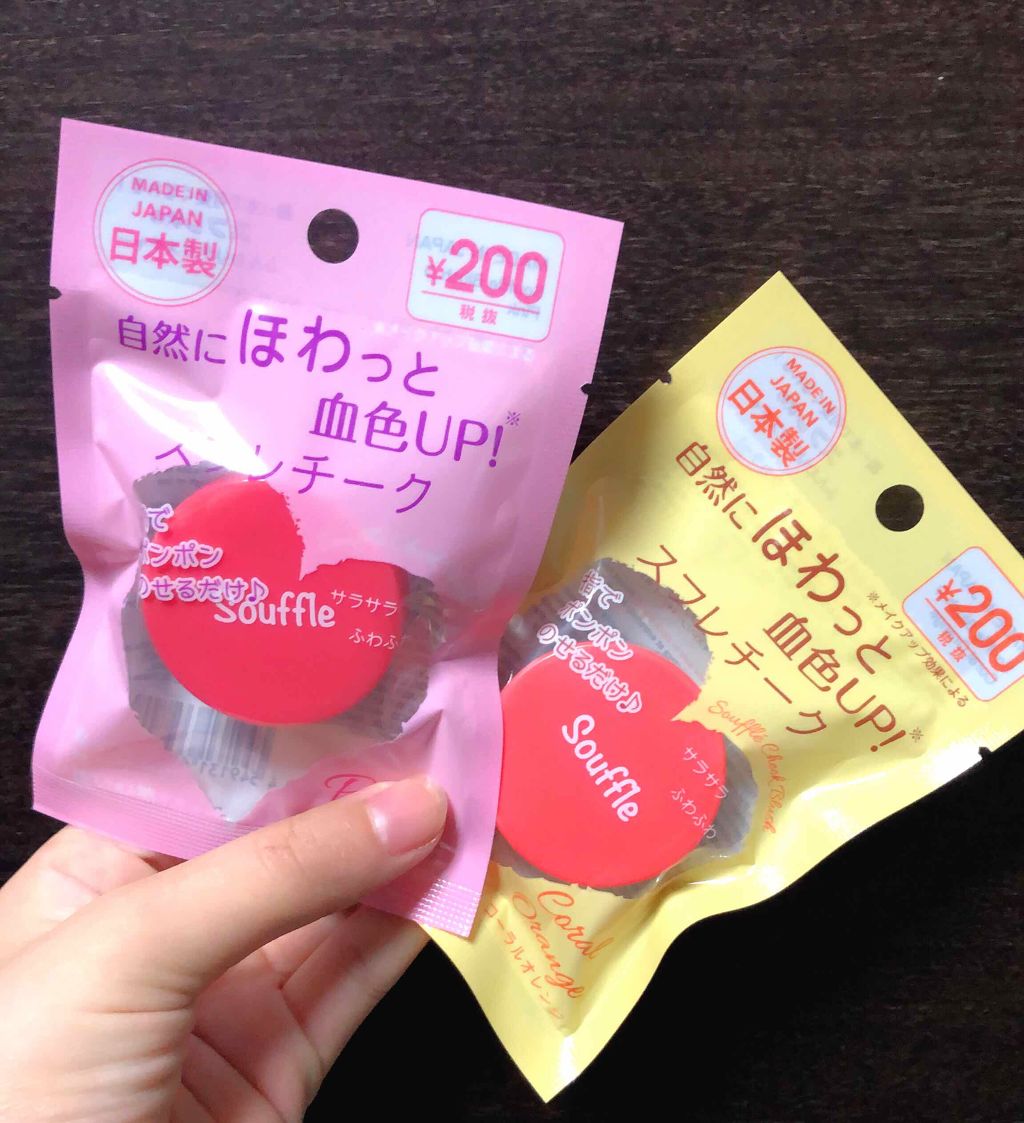 MADE IN
JAPAN
日本製
¥200
税抜
自然にほわっと
血色UP!※
スフレチーク
指で
ポンポン
のせるだけ♪
Souffle
サラサラ
ふわふわ
MADE IN
JAPAN
日本製
¥200
税抜
自然にほわっと
血色UP!※
※メイクアップ効果による
スフレチーク
指で
ポンポン
のせるだけ♪
Souffle
サラサラ
ふわふわ
Souffle Cheek
Coral
Orange
コーラルオレンジ